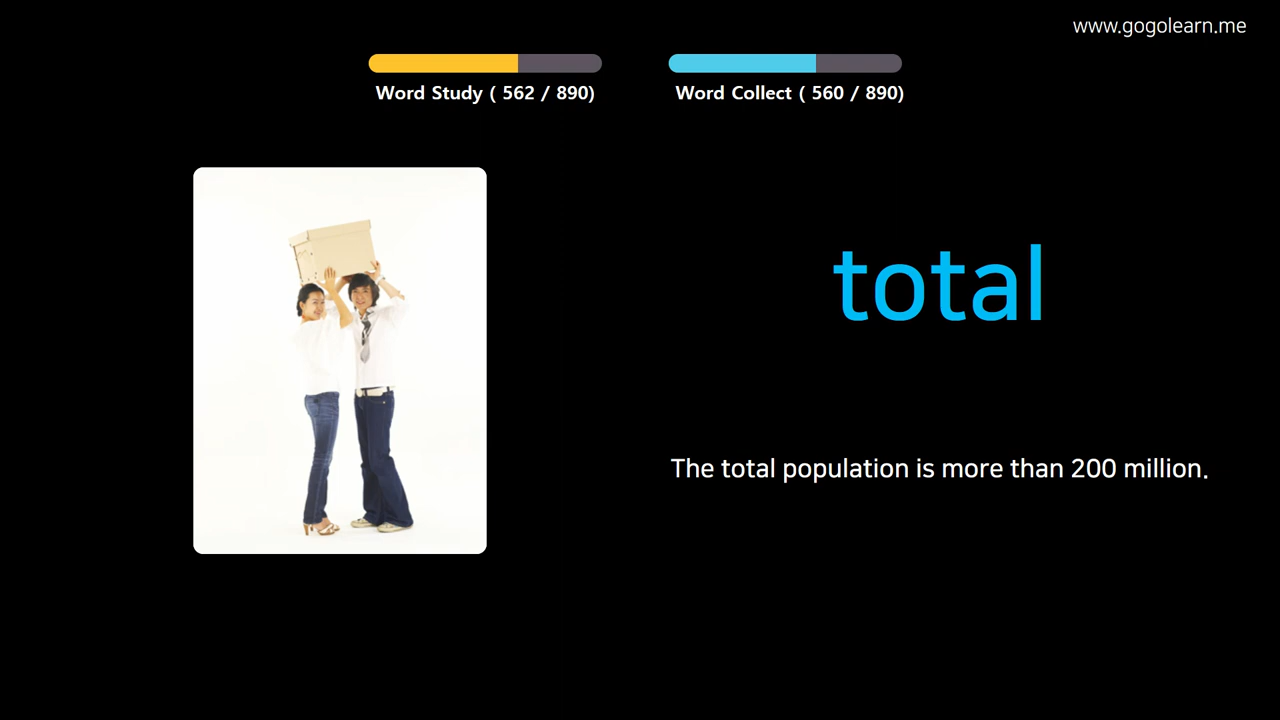 www.gogolearn.me
Word Study ( 562 / 890)
Word Collect ( 560 / 890)
total
The total population is more than 200 million.